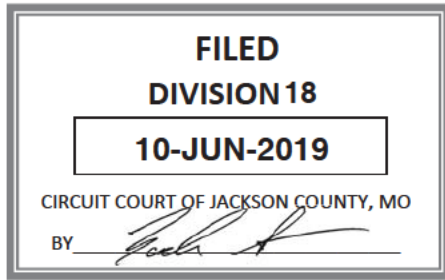 FILED
DIVISION 18
10-JUN-2019
CIRCUIT COURT OF JACKSON COUNTY, MO
BY